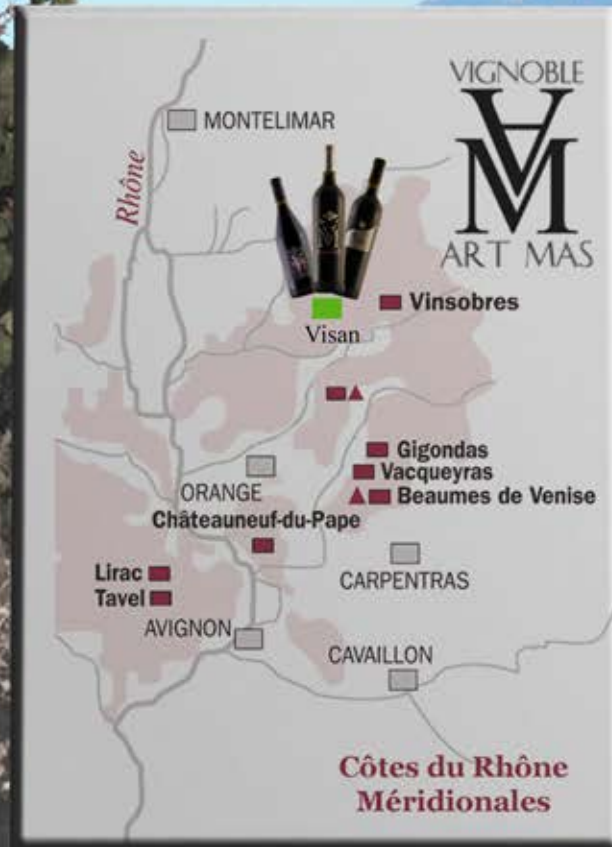 VIGNOBLE
AM
ART MAS
MONTELIMAR
Rhône
Vinsobres
Visan
Gigondas
Vacqueyras
Beaumes de Venise
ORANGE
Châteauneuf-du-Pape
Lirac
Tavel
CARPENTRAS
AVIGNON
CAVAILLON
Côtes du Rhône
Méridionales